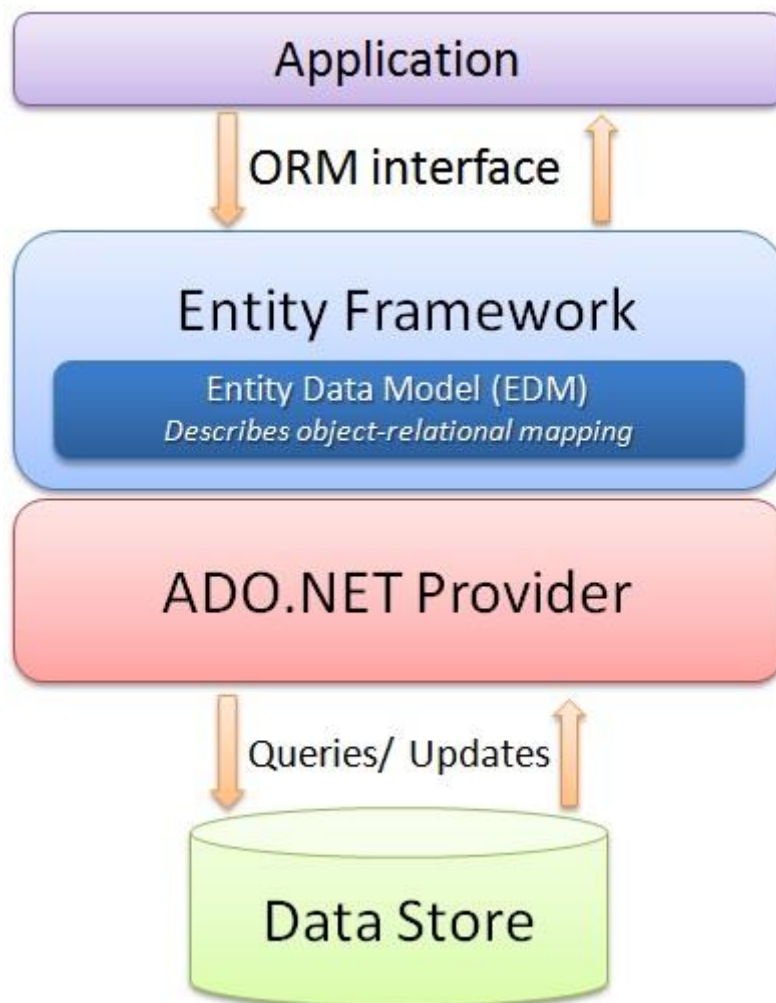 Application
ORM interface
Entity Framework
Entity Data Model (EDM)
Describes object-relational mapping
ADO.NET Provider
Queries/ Updates
Data Store